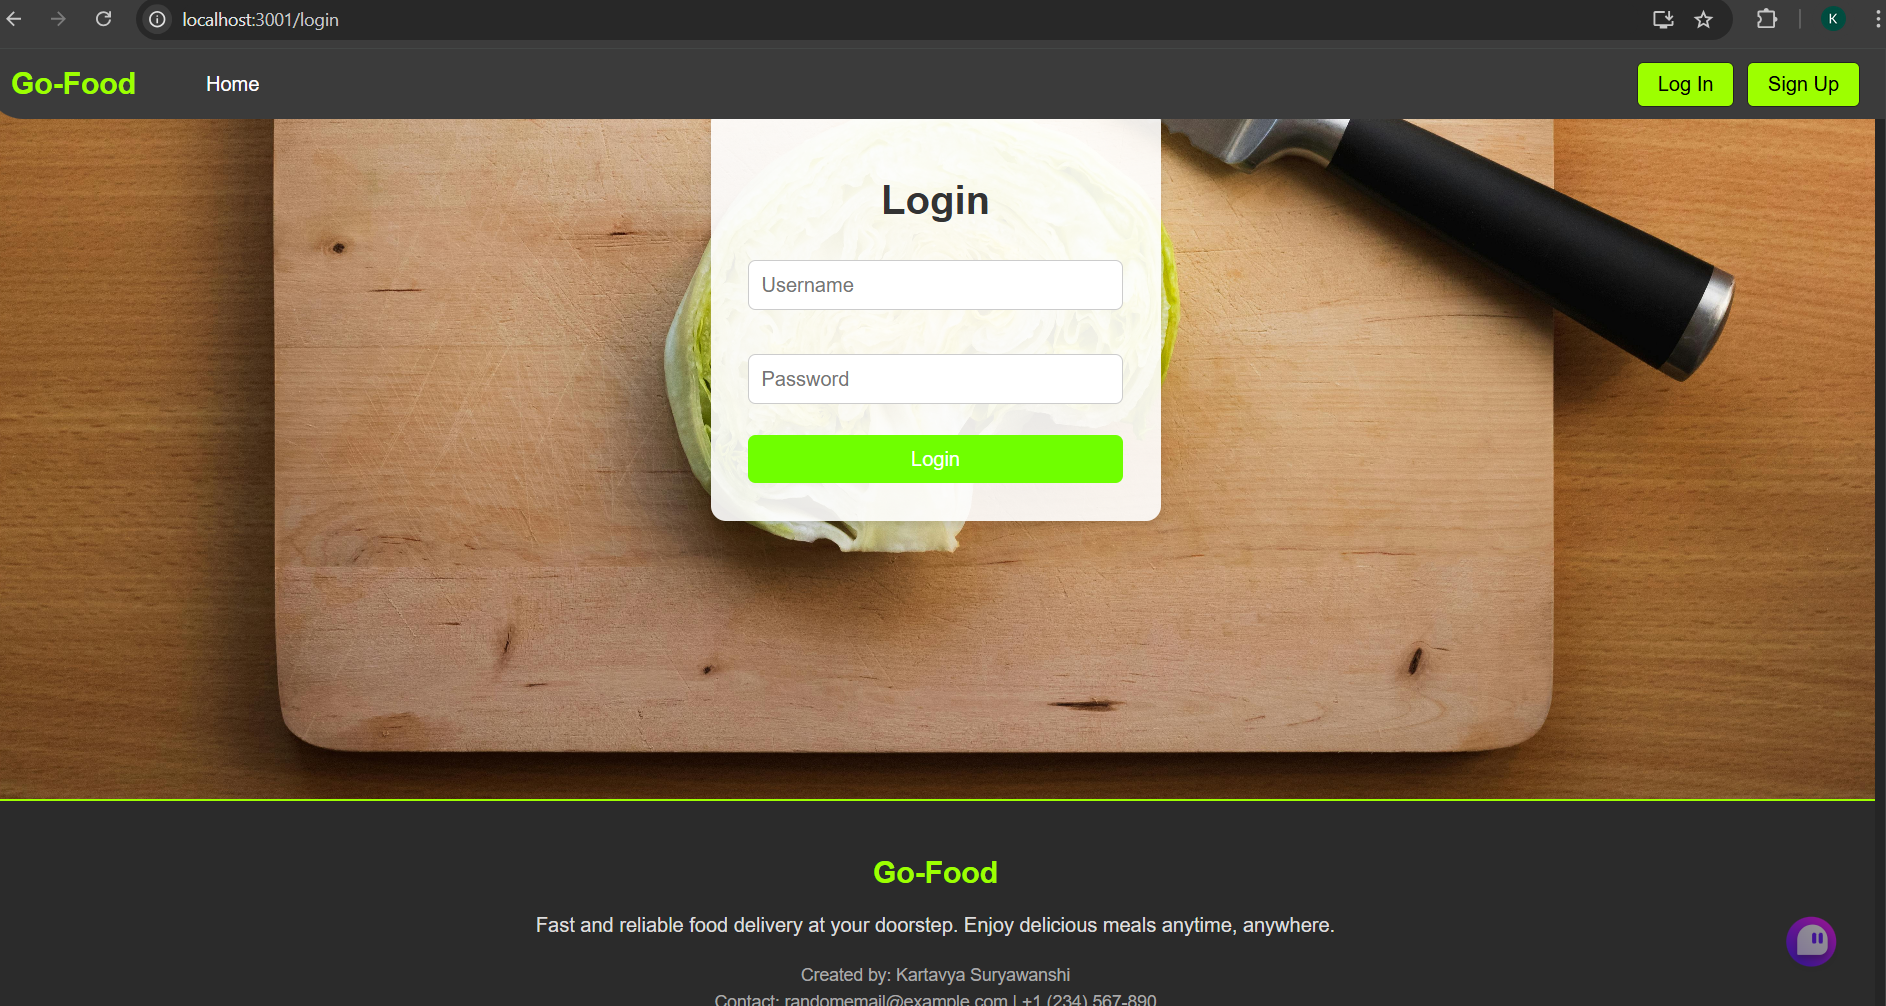 localhost:3001/login
K
Go-Food
Home
Log In
Sign Up
Login
Username
Password
Login
Go-Food
Fast and reliable food delivery at your doorstep. Enjoy delicious meals anytime, anywhere.
Created by: Kartavya Suryawanshi
Contact: randomemail@example.com | +1 (234) 567-890